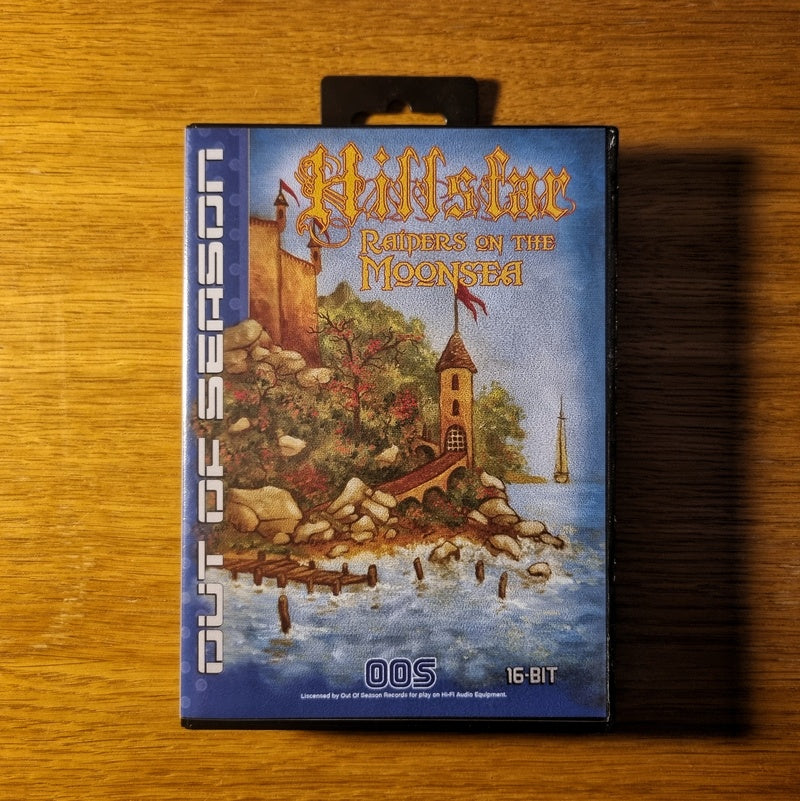 OUT OF SEASON
Hillsfar
RAIDERS ON THE
MOONSEA
OOS
16-BIT
Liscensed by Out Of Season Records for play on Hi-Fi Audio Equipment.